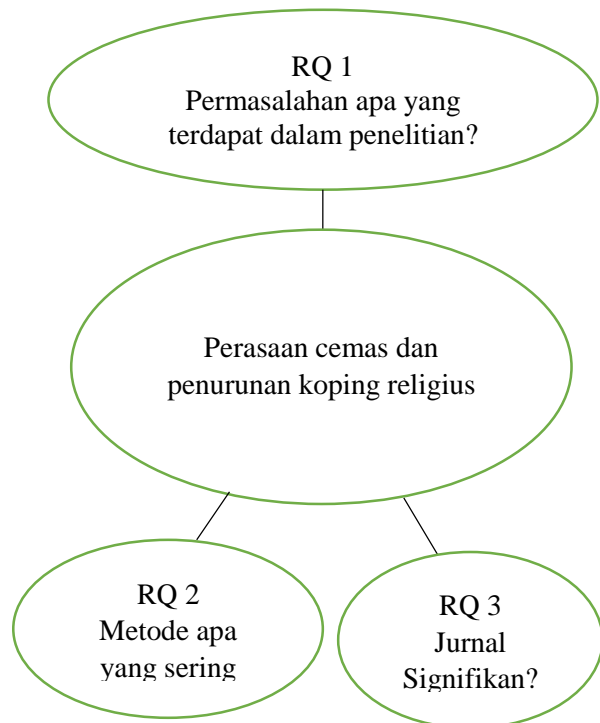 RQ 1
Permasalahan apa yang
terdapat dalam penelitian?
Perasaan cemas dan
penurunan koping religius
RQ 2
Metode apa
yang sering
RQ 3
Jurnal
Signifikan?